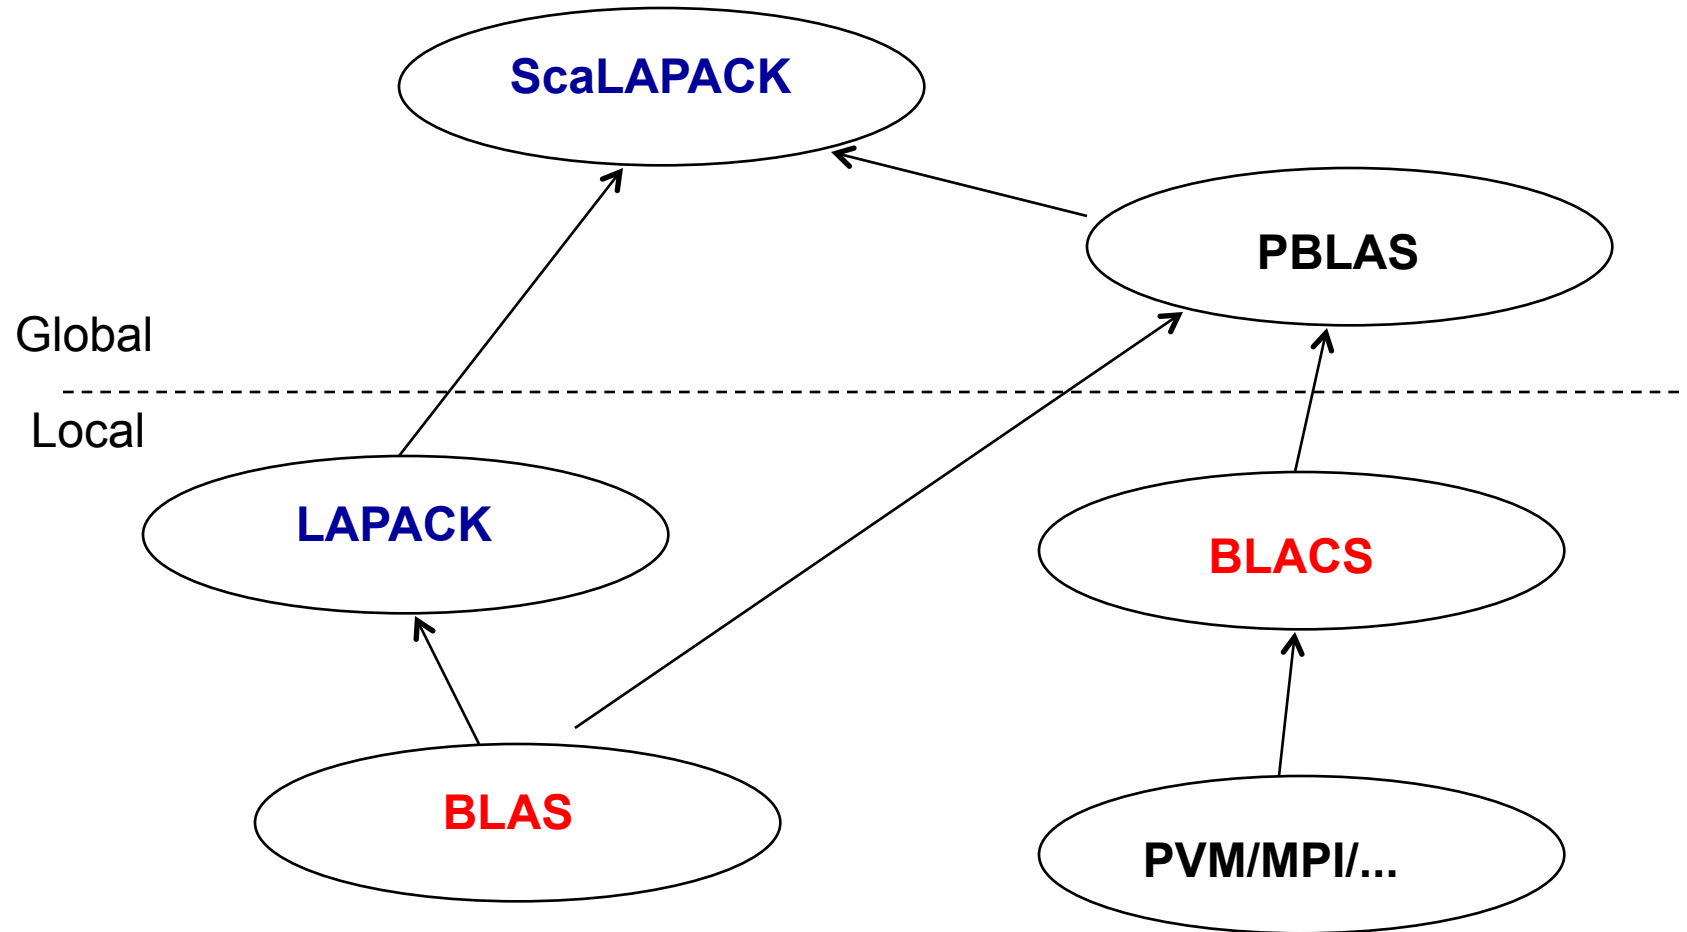 ScaLAPACK
PBLAS
Global
Local
LAPACK
BLACS
BLAS
PVM/MPI/...